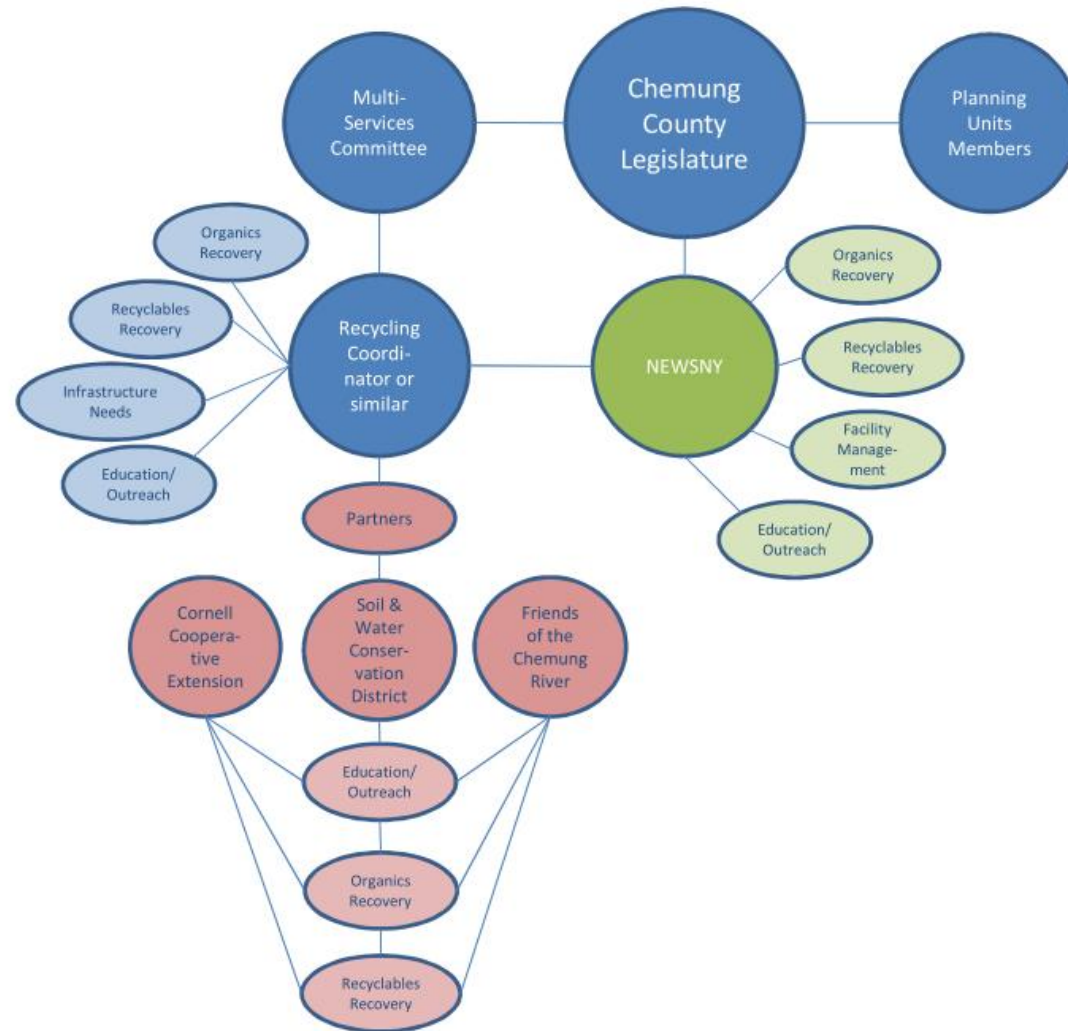 Multi-
Services
Committee
Chemung
County
Legislature
Planning
Units
Members
Organics
Recovery
Recyclables
Recovery
Infrastructure
Needs
Education/
Outreach
Recycling
Coordi-
nator or
similar
NEWSNY
Organics
Recovery
Recyclables
Recovery
Facility
Manage-
ment
Education/
Outreach
Partners
Cornell
Coopera-
tive
Extension
Soil &
Water
Conser-
vation
District
Friends
of the
Chemung
River
Education/
Outreach
Organics
Recovery
Recyclables
Recovery